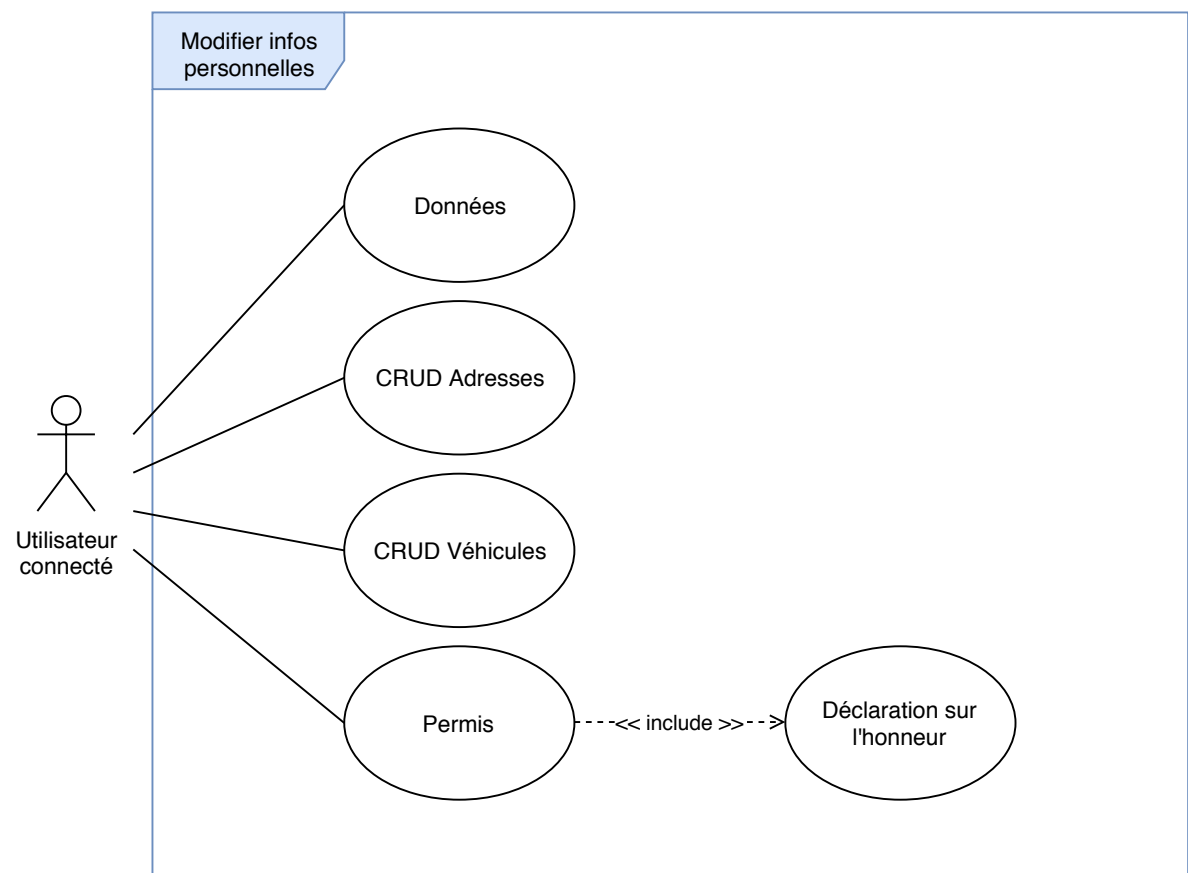 Modifier infos
personnelles
Données
CRUD Adresses
Utilisateur
connecté
CRUD Véhicules
Permis
<< include >>
Déclaration sur
l'honneur